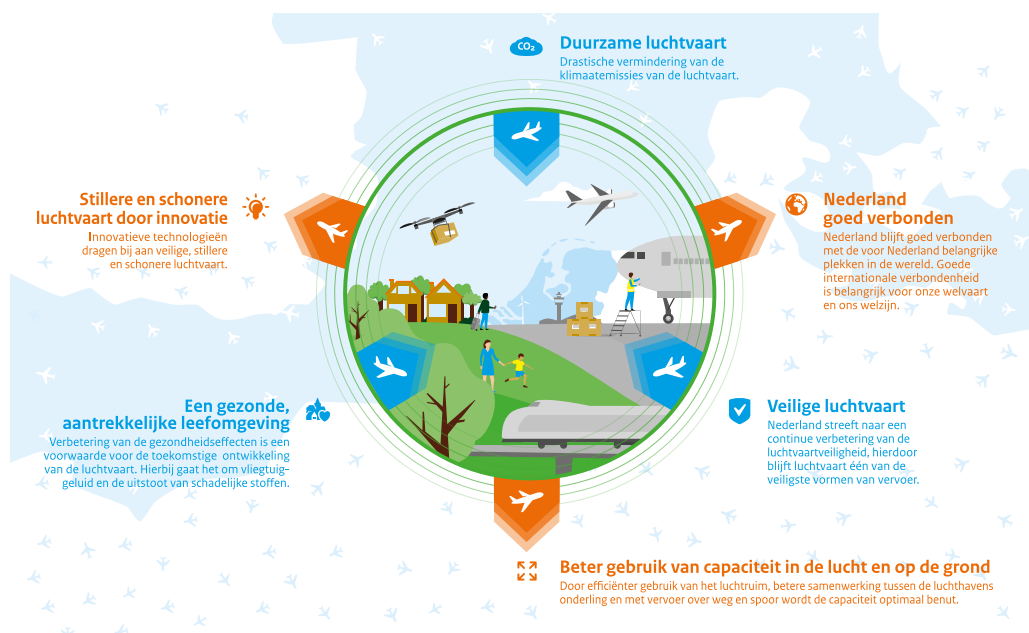 CO₂
Duurzame luchtvaart
Drastische vermindering van de
klimaatemissies van de luchtvaart.
Stillere en schonere
luchtvaart door innovatie
Innovatieve technologieën
dragen bij aan veilige, stillere
en schonere luchtvaart.
Nederland
goed verbonden
Nederland blijft goed verbonden
met de voor Nederland belangrijke
plekken in de wereld. Goede
internationale verbondenheid
is belangrijk voor onze welvaart
en ons welzijn.
Een gezonde,
aantrekkelijke leefomgeving
Verbetering van de gezondheidseffecten is een
voorwaarde voor de toekomstige ontwikkeling
van de luchtvaart. Hierbij gaat het om vliegtuig-
geluid en de uitstoot van schadelijke stoffen.
Veilige luchtvaart
Nederland streeft naar een
continue verbetering van de
luchtvaartveiligheid, hierdoor
blijft luchtvaart één van de
veiligste vormen van vervoer.
Beter gebruik van capaciteit in de lucht en op de grond
Door efficiënter gebruik van het luchtruim, betere samenwerking tussen de luchthavens
onderling en met vervoer over weg en spoor wordt de capaciteit optimaal benut.